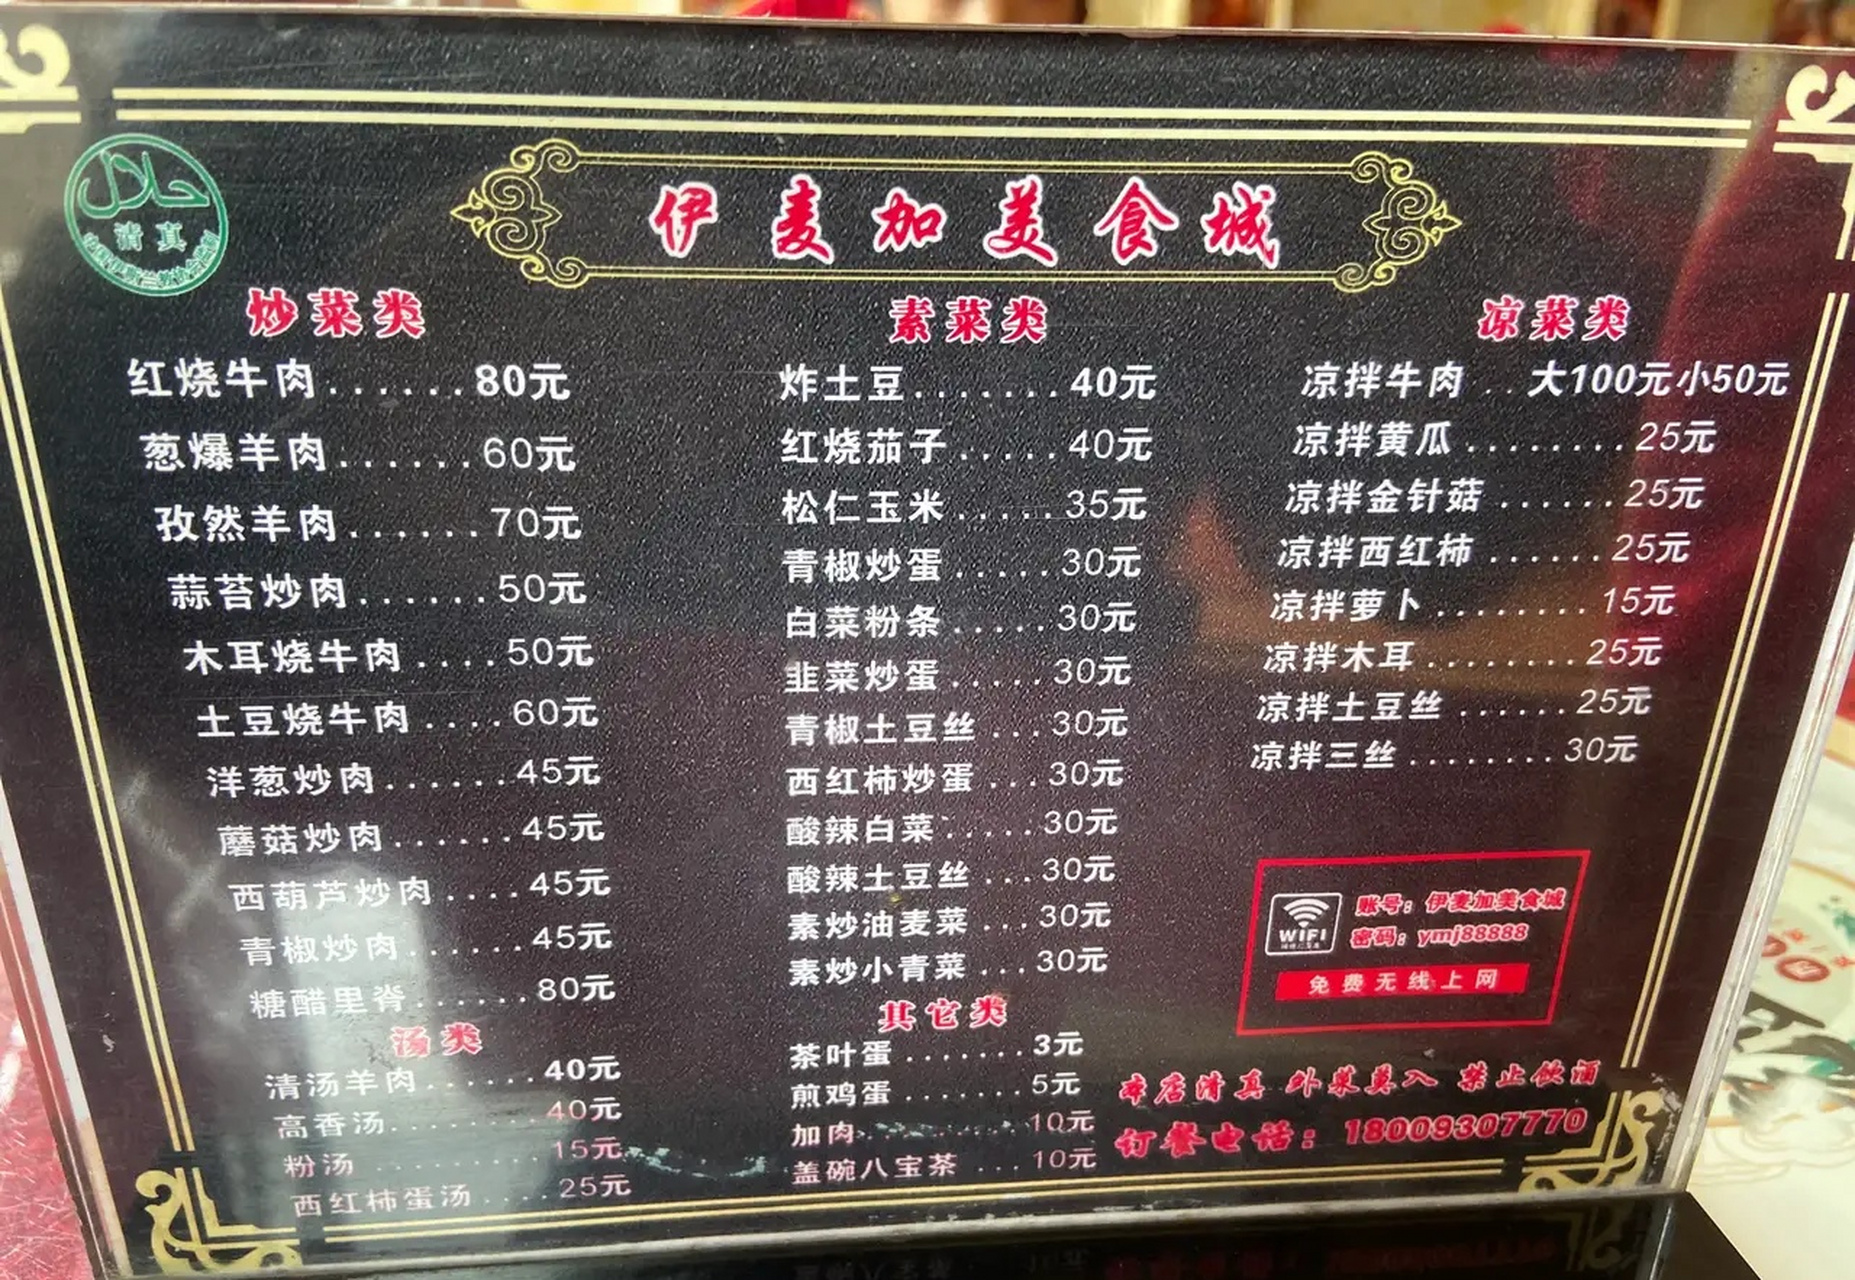 حلال
清真
伊麦加美食城
炒菜类
红烧牛肉......80元
葱爆羊肉......60元
孜然羊肉......70元
蒜苔炒肉......50元
木耳烧牛肉....50元
土豆烧牛肉....60元
洋葱炒肉......45元
蘑菇炒肉......45元
西葫芦炒肉....45元
青椒炒肉......45元
糖醋里脊......80元
汤类
清汤羊肉......40元
高香汤........40元
粉汤.........15元
西红柿蛋汤....25元
素菜类
炸土豆.......40元
红烧茄子.....40元
松仁玉米.....35元
青椒炒蛋.....30元
白菜粉条.....30元
韭菜炒蛋.....30元
青椒土豆丝...30元
西红柿炒蛋...30元
酸辣白菜.....30元
酸辣土豆丝...30元
素炒油麦菜...30元
素炒小青菜...30元
其它类
茶叶蛋.......3元
煎鸡蛋.......5元
加肉.........10元
盖碗八宝茶...10元
凉菜类
凉拌牛肉..大100元小50元
凉拌黄瓜........25元
凉拌金针菇......25元
凉拌西红柿......25元
凉拌萝卜........15元
凉拌木耳........25元
凉拌土豆丝......25元
凉拌三丝........30元
WiFi
账号：伊麦加美食城
密码：ymj88888
免费无线上网
本店清真 外菜莫入 禁止饮酒
订餐电话：18009307770